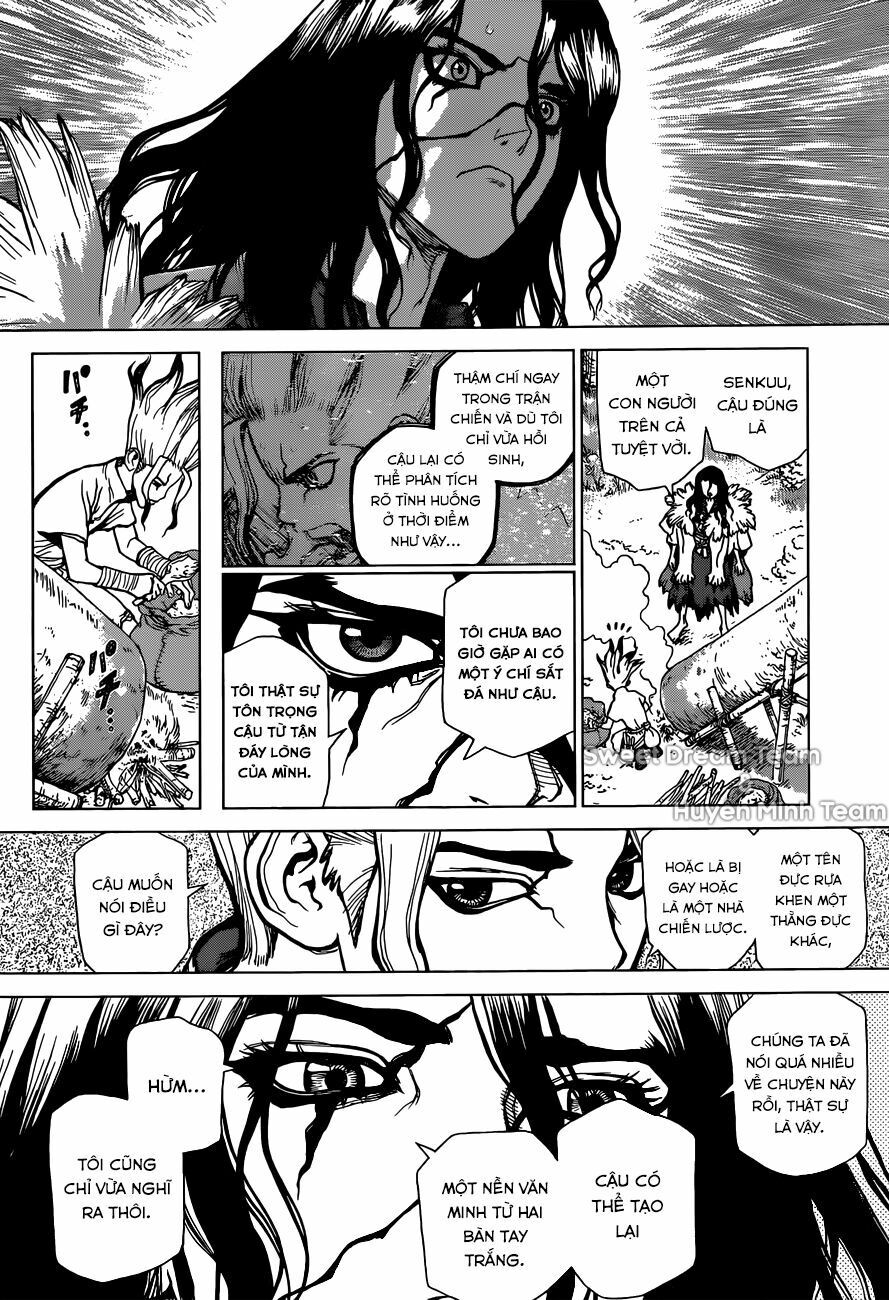 SENKUU,
CẬU ĐÚNG
LÀ
MỘT
CON NGƯỜI
TRÊN CẢ
TUYỆT VỜI.
THẬM CHÍ NGAY
TRONG TRẬN
CHIẾN VÀ DÙ TÔI
CHỈ VỪA HỒI
SINH,
CẬU LẠI CÓ
THỂ PHÂN TÍCH
RÕ TÌNH HUỐNG
Ở THỜI ĐIỂM
NHƯ VẬY...
TÔI CHƯA BAO
GIỜ GẶP AI CÓ
MỘT Ý CHÍ SẮT
ĐÁ NHƯ CẬU.
TÔI THẬT SỰ
TÔN TRỌNG
CẬU TỪ TẬN
ĐÁY LÒNG
CỦA MÌNH.
パチ...
パチ...
Sweet Dream Team
Huyen Minh Team
MỘT TÊN
ĐỰC RỰA
KHEN MỘT
THẰNG ĐỰC
KHÁC,
HOẶC LÀ BỊ
GAY HOẶC
LÀ MỘT NHÀ
CHIẾN LƯỢC.
CẬU MUỐN
NÓI ĐIỀU
GÌ ĐÂY?
CHÚNG TA ĐÃ
NÓI QUÁ NHIỀU
VỀ CHUYỆN NÀY
RỒI, THẬT SỰ
LÀ VẬY.
CẬU CÓ
THỂ TẠO
LẠI
MỘT NỀN VĂN
MINH TỪ HAI
BÀN TAY
TRẮNG.
HỪM...
TÔI CŨNG
CHỈ VỪA NGHĨ
RA THÔI.